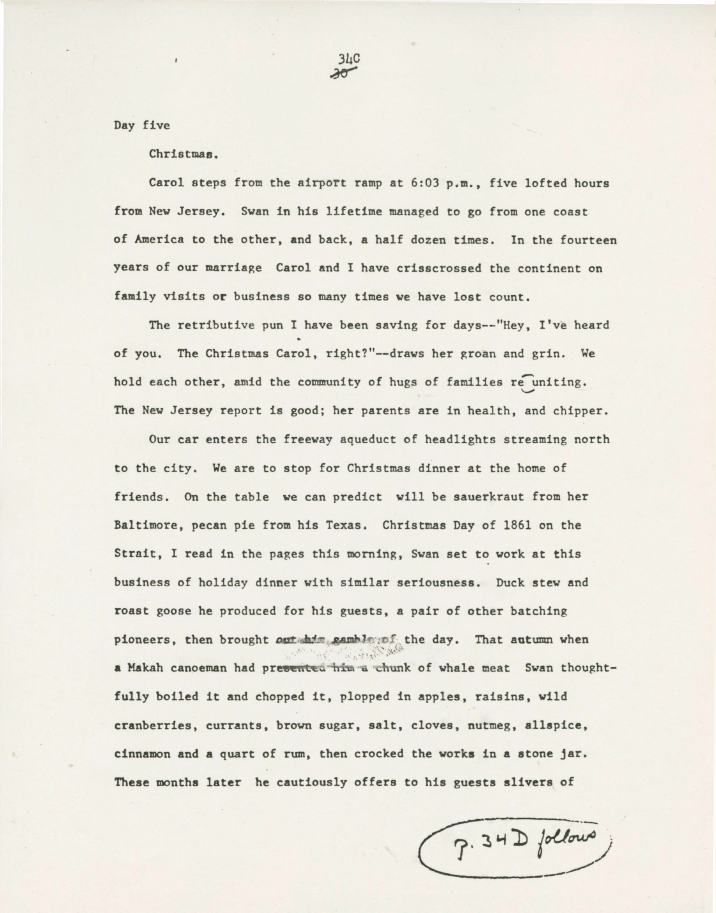 34C
30
Day five
Christmas.
Carol steps from the airport ramp at 6:03 p.m., five lofted hours
from New Jersey. Swan in his lifetime managed to go from one coast
of America to the other, and back, a half dozen times. In the fourteen
years of our marriage Carol and I have crisscrossed the continent on
family visits or business so many times we have lost count.
The retributive pun I have been saving for days--"Hey, I've heard
of you. The Christmas Carol, right?"--draws her groan and grin. We
hold each other, amid the community of hugs of families re uniting.
The New Jersey report is good; her parents are in health, and chipper.
Our car enters the freeway aqueduct of headlights streaming north
to the city. We are to stop for Christmas dinner at the home of
friends. On the table we can predict will be sauerkraut from her
Baltimore, pecan pie from his Texas. Christmas Day of 1861 on the
Strait, I read in the pages this morning, Swan set to work at this
business of holiday dinner with similar seriousness. Duck stew and
roast goose he produced for his guests, a pair of other batching
pioneers, then brought out his gamble of the day. That autumn when
a Makah canoeman had presented him a chunk of whale meat Swan thought-
fully boiled it and chopped it, plopped in apples, raisins, wild
cranberries, currants, brown sugar, salt, cloves, nutmeg, allspice,
cinnamon and a quart of rum, then crocked the works in a stone jar.
These months later he cautiously offers to his guests slivers of
p. 34D follows